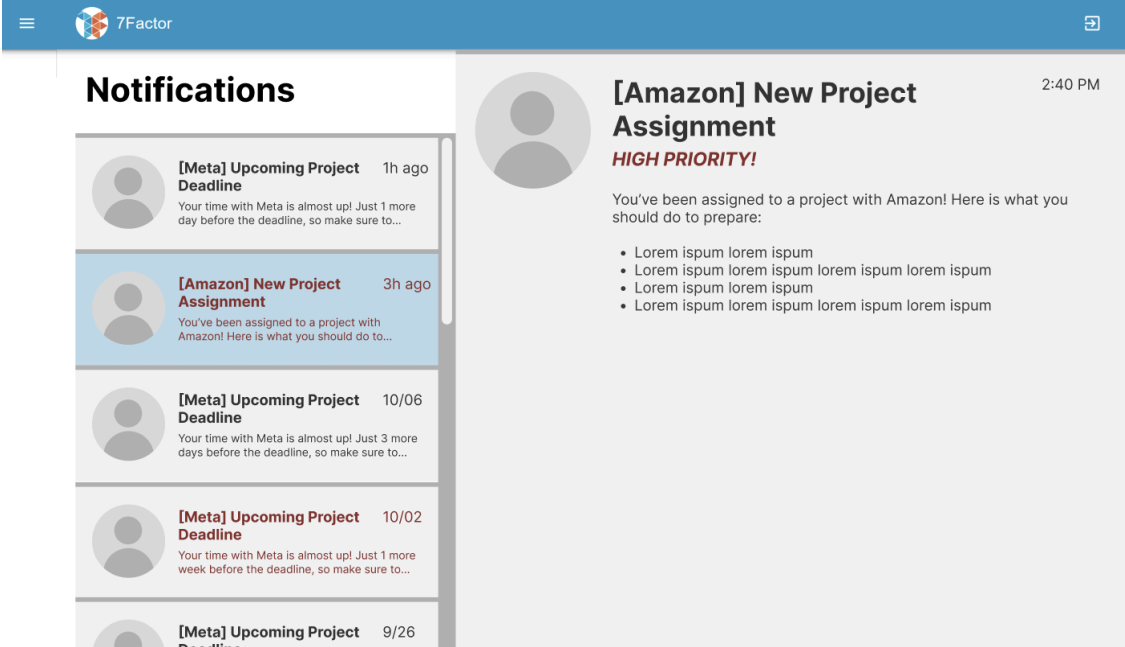 7Factor
Notifications
[Meta] Upcoming Project 1h ago
Deadline
Your time with Meta is almost up! Just 1 more
day before the deadline, so make sure to...
[Amazon] New Project 3h ago
Assignment
You've been assigned to a project with
Amazon! Here is what you should do to...
[Meta] Upcoming Project 10/06
Deadline
Your time with Meta is almost up! Just 3 more
days before the deadline, so make sure to...
[Meta] Upcoming Project 10/02
Deadline
Your time with Meta is almost up! Just 1 more
week before the deadline, so make sure to...
[Meta] Upcoming Project 9/26
Deadline
[Amazon] New Project 2:40 PM
Assignment
HIGH PRIORITY!
You've been assigned to a project with Amazon! Here is what you
should do to prepare:
• Lorem ispum lorem ispum
• Lorem ispum lorem ispum lorem ispum lorem ispum
• Lorem ispum lorem ispum
• Lorem ispum lorem ispum lorem ispum lorem ispum